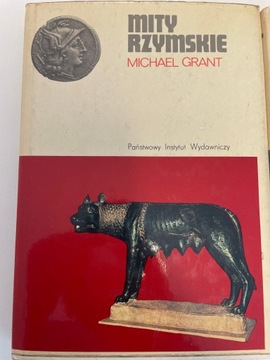 MITY
RZYMSKIE
MICHAEL GRANT
Państwowy Instytut Wydawniczy